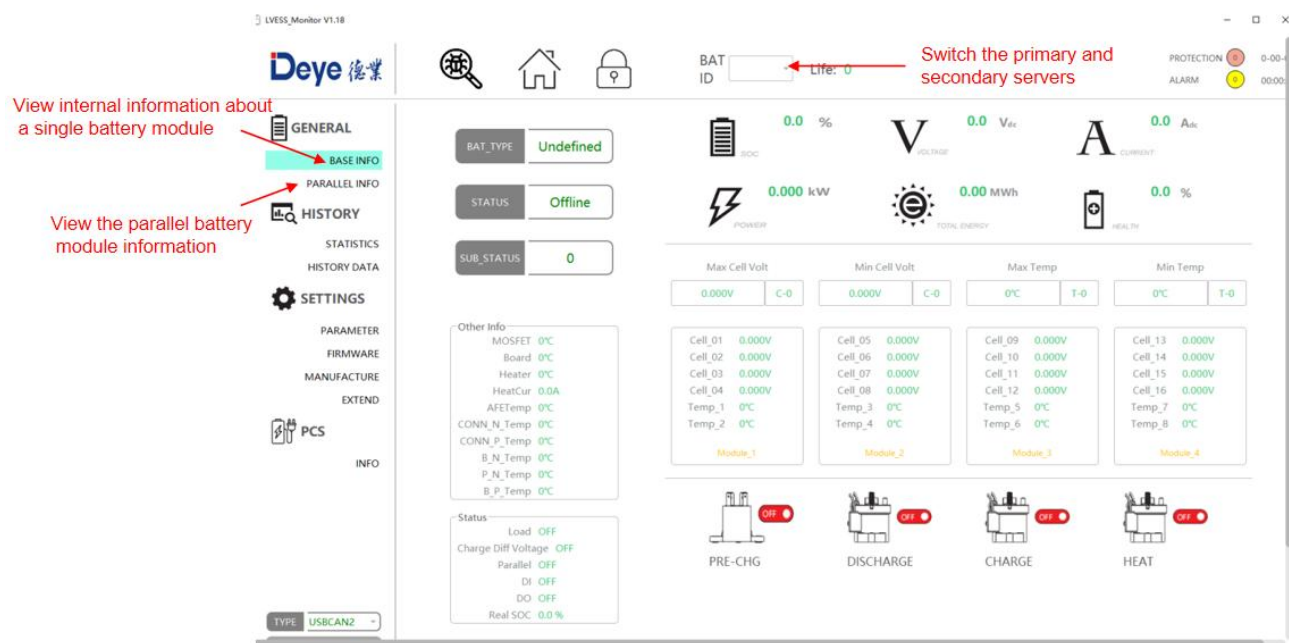 LVESS_Monitor V1.18
Deye 德業
BAT
ID
Life: 0
Switch the primary and
secondary servers
PROTECTION 0
ALARM 0
View internal information about
a single battery module
GENERAL
BASE INFO
PARALLEL INFO
View the parallel battery
module information
HISTORY
STATISTICS
HISTORY DATA
SETTINGS
PARAMETER
FIRMWARE
MANUFACTURE
EXTEND
PCS
INFO
TYPE USBCAN2
BAT_TYPE Undefined
STATUS Offline
SUB_STATUS 0
Other Info
MOSFET 0℃
Board 0℃
Heater 0℃
HeatCur 0.0A
AFETemp 0℃
CONN_N_Temp 0℃
CONN_P_Temp 0℃
B_N_Temp 0℃
P_N_Temp 0℃
B_P_Temp 0℃
Status
Load OFF
Charge Diff Voltage OFF
Parallel OFF
DI OFF
DO OFF
Real SOC 0.0 %
0.0 %
SOC
V 0.0 Vdc
VOLTAGE
A 0.0 Adc
CURRENT
0.000 kW
POWER
e 0.00 MWh
TOTAL ENERGY
0.0 %
HEALTH
Max Cell Volt Min Cell Volt Max Temp Min Temp
0.000V C-0 0.000V C-0 0℃ T-0 0℃ T-0
Cell_01 0.000V Cell_05 0.000V Cell_09 0.000V Cell_13 0.000V
Cell_02 0.000V Cell_06 0.000V Cell_10 0.000V Cell_14 0.000V
Cell_03 0.000V Cell_07 0.000V Cell_11 0.000V Cell_15 0.000V
Cell_04 0.000V Cell_08 0.000V Cell_12 0.000V Cell_16 0.000V
Temp_1 0℃ Temp_3 0℃ Temp_5 0℃ Temp_7 0℃
Temp_2 0℃ Temp_4 0℃ Temp_6 0℃ Temp_8 0℃
Module_1 Module_2 Module_3 Module_4
OFF OFF OFF OFF
PRE-CHG DISCHARGE CHARGE HEAT